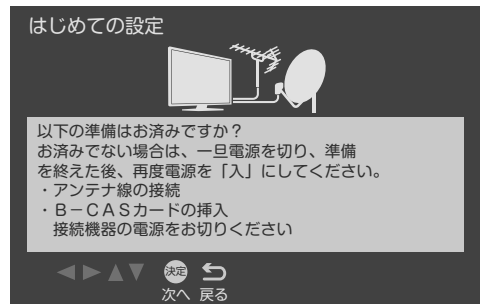 はじめての設定
以下の準備はお済みですか？
お済みでない場合は、一旦電源を切り、準備
を終えた後、再度電源を「入」にしてください。
・アンテナ線の接続
・Ｂ－ＣＡＳカードの挿入
接続機器の電源をお切りください
決定
次へ 戻る